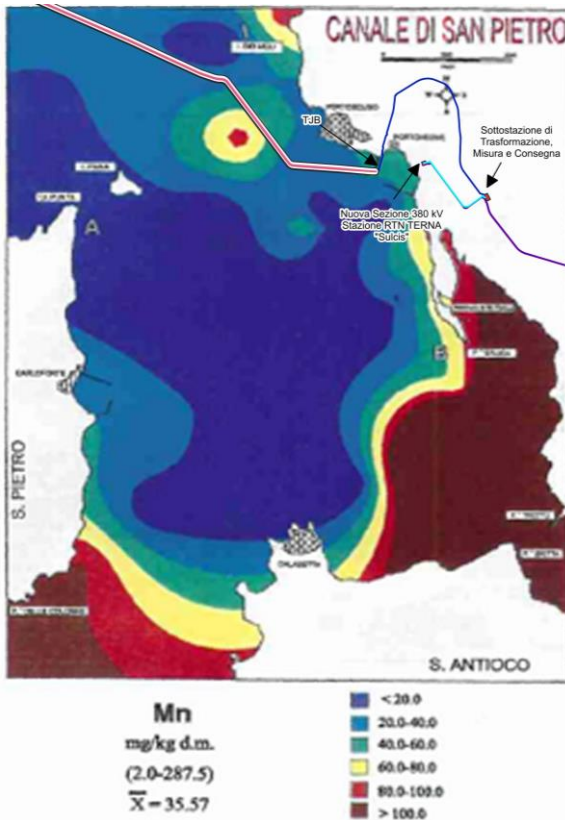 CANALE DI SAN PIETRO
PORTOSCUSO
TJB
Sottostazione di
Trasformazione,
Misura e Consegna
Nuova Sezione 380 kV
Stazione RTN TERNA
"Sulcis"
LA PUNTA
A
B
CARLOFORTE
S. PIETRO
CALASETTA
S. ANTIOCO
Mn
mg/kg d.m.
(2.0-287.5)
X = 35.57
<20.0
20.0-40.0
40.0-60.0
60.0-80.0
80.0-100.0
>100.0